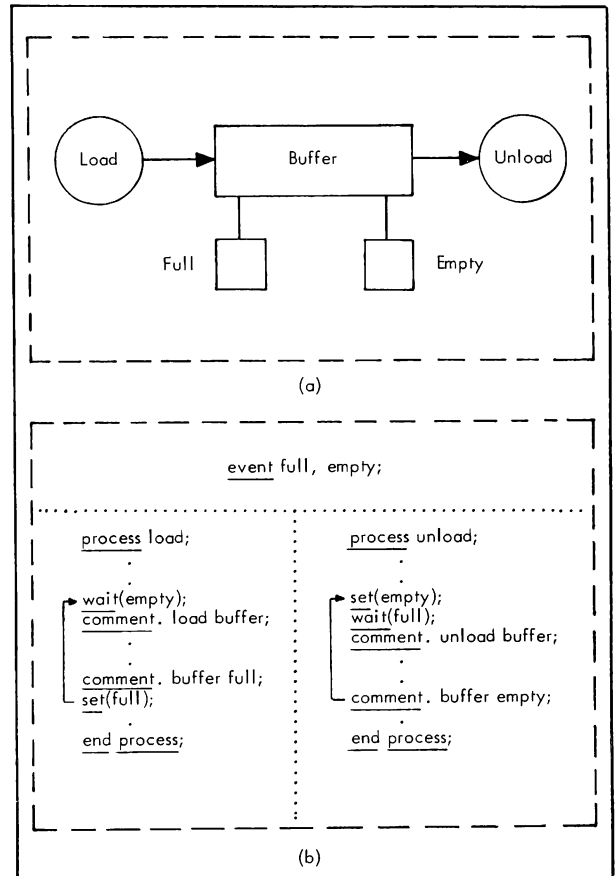 Load
Buffer
Unload
Full
Empty
(a)
event full, empty;
process load;
.
.
wait(empty);
comment. load buffer;
.
comment. buffer full;
set(full);
.
end process;
process unload;
.
.
set(empty);
wait(full);
comment. unload buffer;
.
comment. buffer empty;
.
end process;
(b)